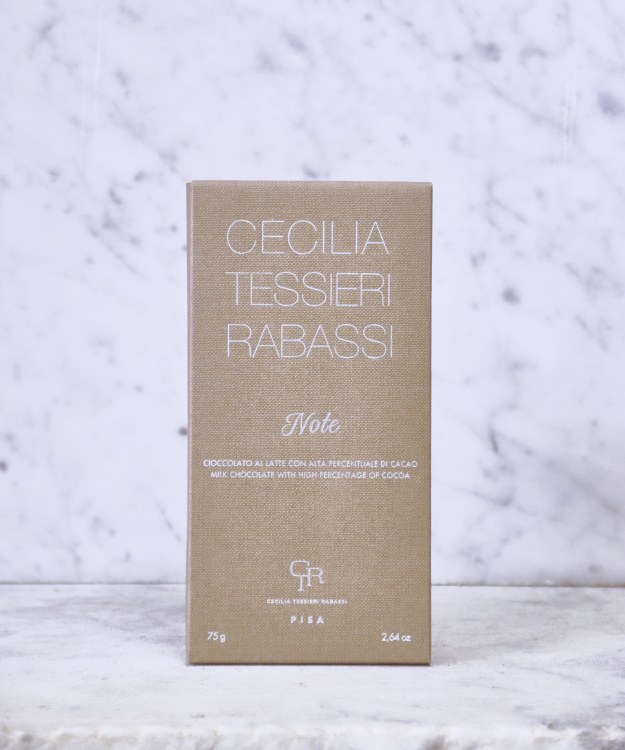 CECILIA
TESSIERI
RABASSI
Note
CIOCCOLATO AL LATTE CON ALTA PERCENTUALE DI CACAO
MILK CHOCOLATE WITH HIGH PERCENTAGE OF COCOA
CTR
CECILIA TESSIERI RABASSI
PISA
75 g 2,64 oz